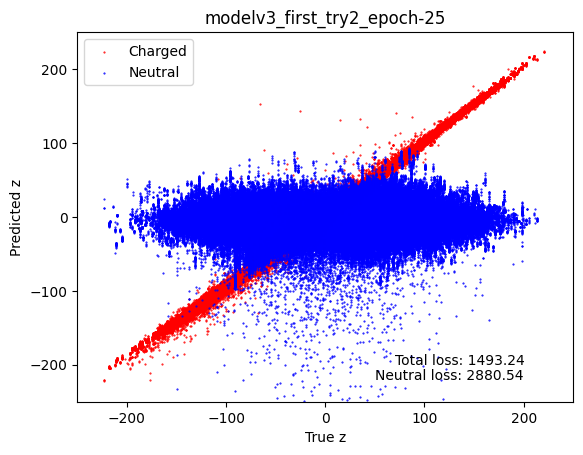 modelv3_first_try2_epoch-25
Charged
Neutral
Predicted z
200
100
0
−100
−200
Total loss: 1493.24
Neutral loss: 2880.54
−200
−100
0
100
200
True z